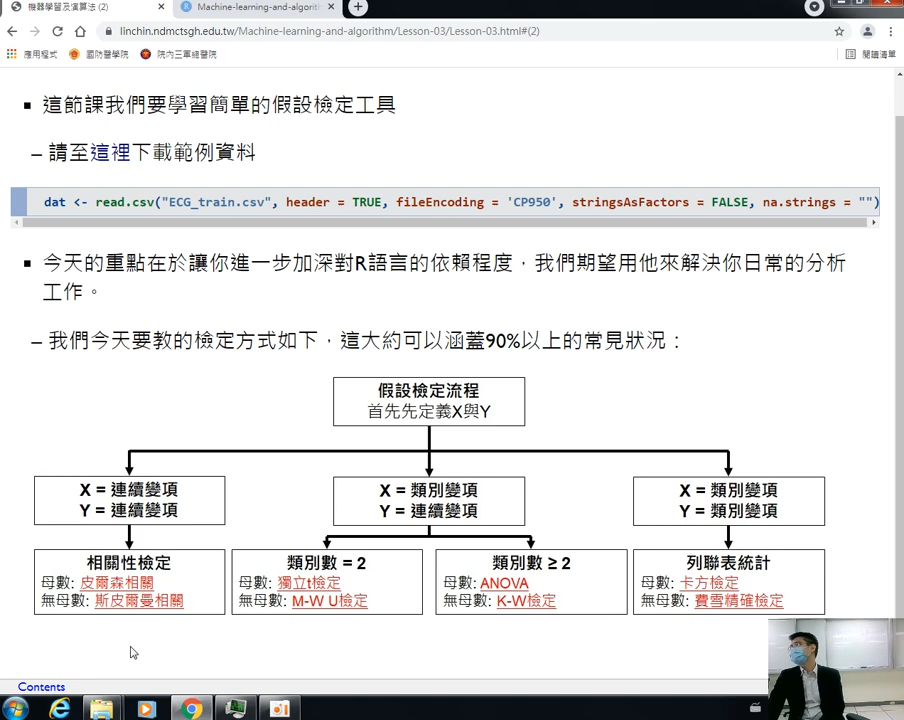 機器學習及演算法 (2)
Machine-learning-and-algorith
linchin.ndmctsgh.edu.tw/Machine-learning-and-algorithm/Lesson-03/Lesson-03.html#(2)
應用程式 國防醫學院 院內三軍總醫院 閱讀清單
這節課我們要學習簡單的假設檢定工具
– 請至這裡下載範例資料
dat <- read.csv("ECG_train.csv", header = TRUE, fileEncoding = 'CP950', stringsAsFactors = FALSE, na.strings = "")
今天的重點在於讓你進一步加深對R語言的依賴程度，我們期望用他來解決你日常的分析
工作。
– 我們今天要教的檢定方式如下，這大約可以涵蓋90%以上的常見狀況：
假設檢定流程
首先先定義X與Y
X = 連續變項
Y = 連續變項
X = 類別變項
Y = 連續變項
X = 類別變項
Y = 類別變項
相關性檢定
母數: 皮爾森相關
無母數: 斯皮爾曼相關
類別數 = 2
母數: 獨立t檢定
無母數: M-W U檢定
類別數 ≥ 2
母數: ANOVA
無母數: K-W檢定
列聯表統計
母數: 卡方檢定
無母數: 費雪精確檢定
Contents